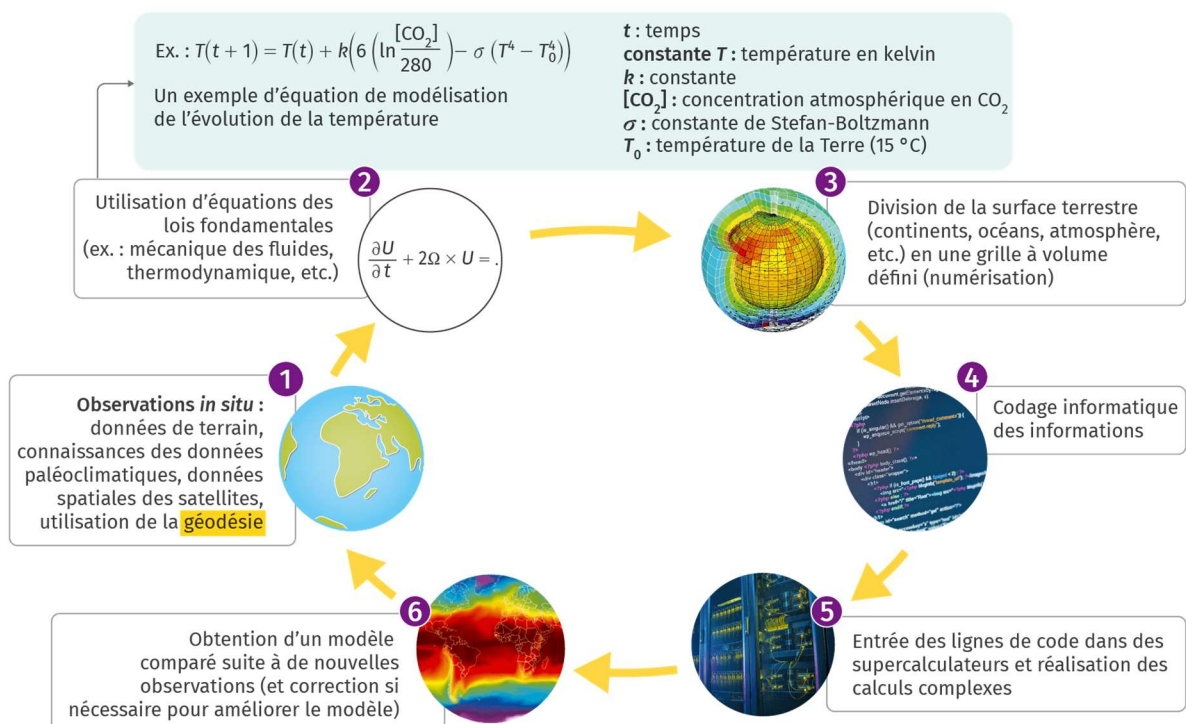 Ex. : T(t + 1) = T(t) + k(6 (ln [CO₂]/280) − σ (T⁴ − T₀⁴))
Un exemple d'équation de modélisation
de l'évolution de la température
t : temps
constante T : température en kelvin
k : constante
[CO₂] : concentration atmosphérique en CO₂
σ : constante de Stefan-Boltzmann
T₀ : température de la Terre (15 °C)
2
Utilisation d'équations des
lois fondamentales
(ex. : mécanique des fluides,
thermodynamique, etc.)
∂U/∂t + 2Ω × U = .
3
Division de la surface terrestre
(continents, océans, atmosphère,
etc.) en une grille à volume
défini (numérisation)
1
Observations in situ :
données de terrain,
connaissances des données
paléoclimatiques, données
spatiales des satellites,
utilisation de la géodésie
4
Codage informatique
des informations
6
Obtention d'un modèle
comparé suite à de nouvelles
observations (et correction si
nécessaire pour améliorer le modèle)
5
Entrée des lignes de code dans des
supercalculateurs et réalisation des
calculs complexes